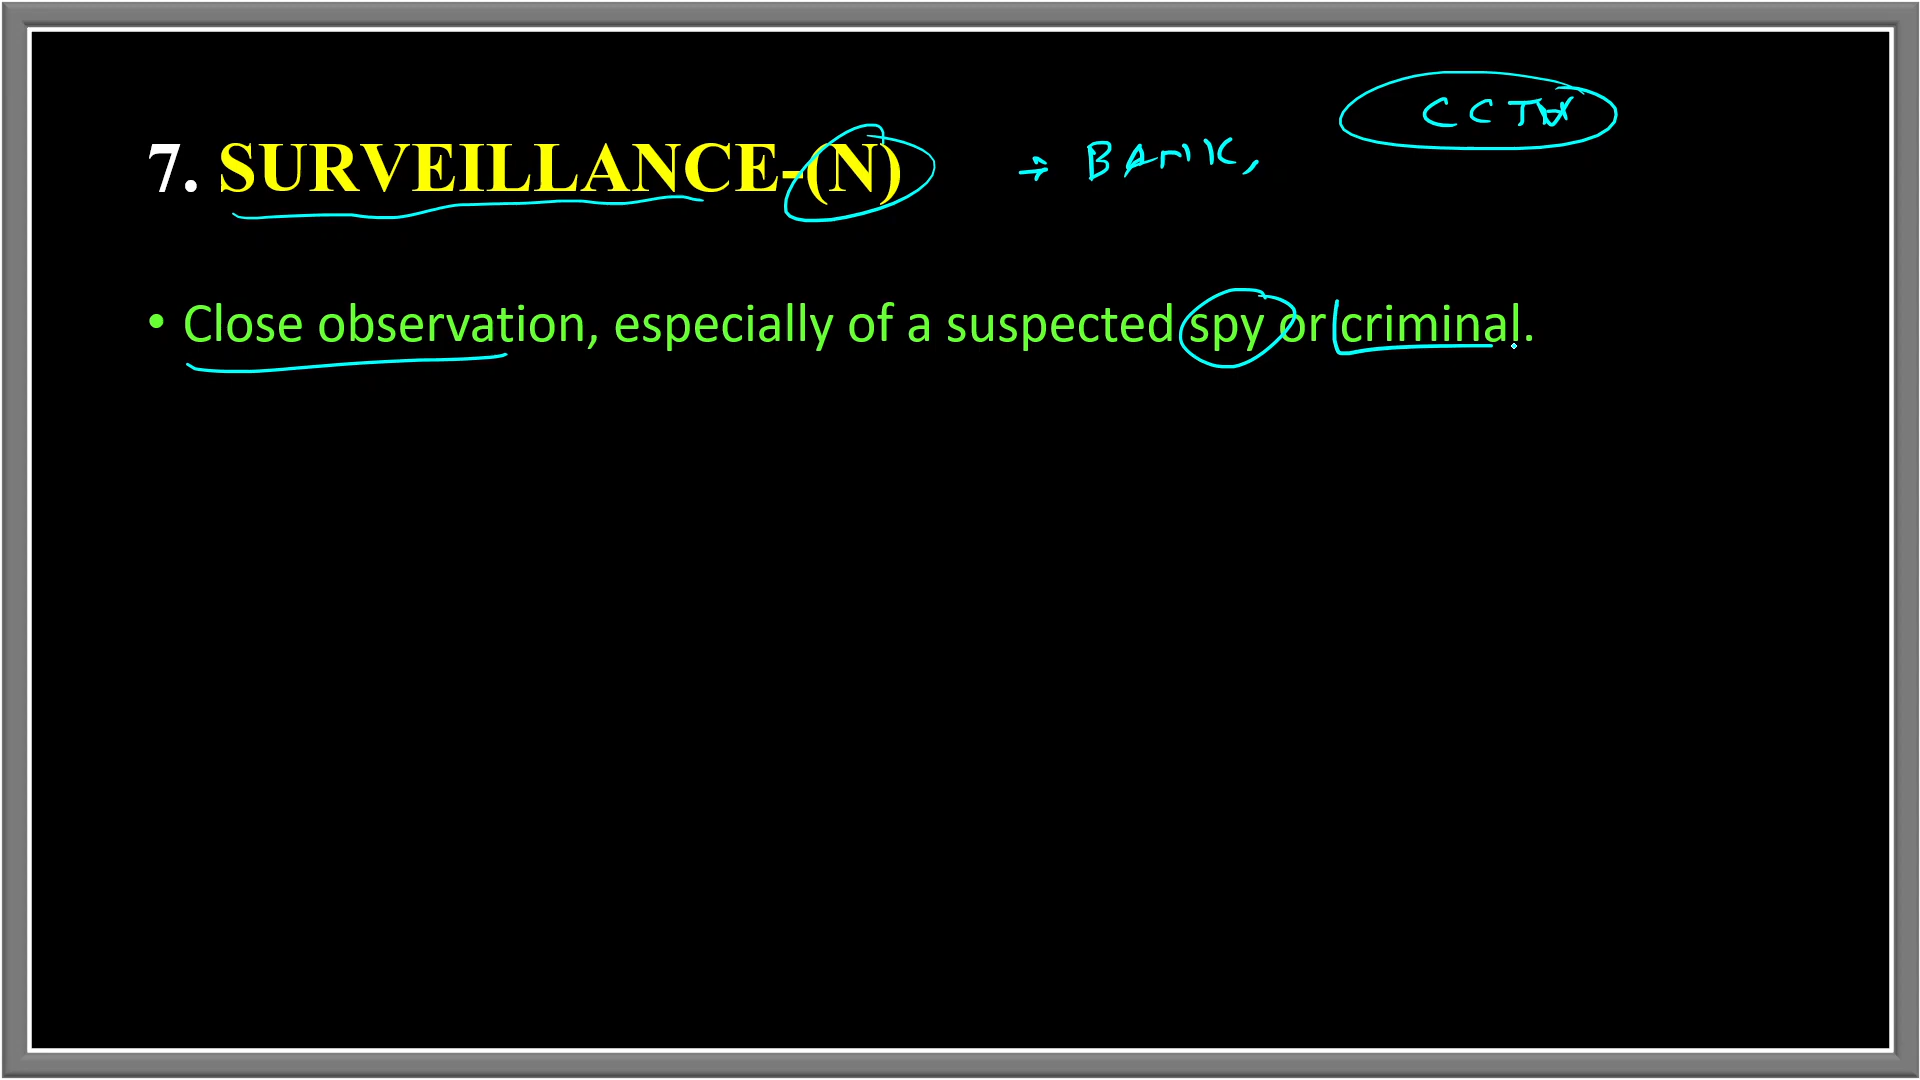 CCTV
7. SURVEILLANCE-(N) → BANK,
• Close observation, especially of a suspected spy or criminal.